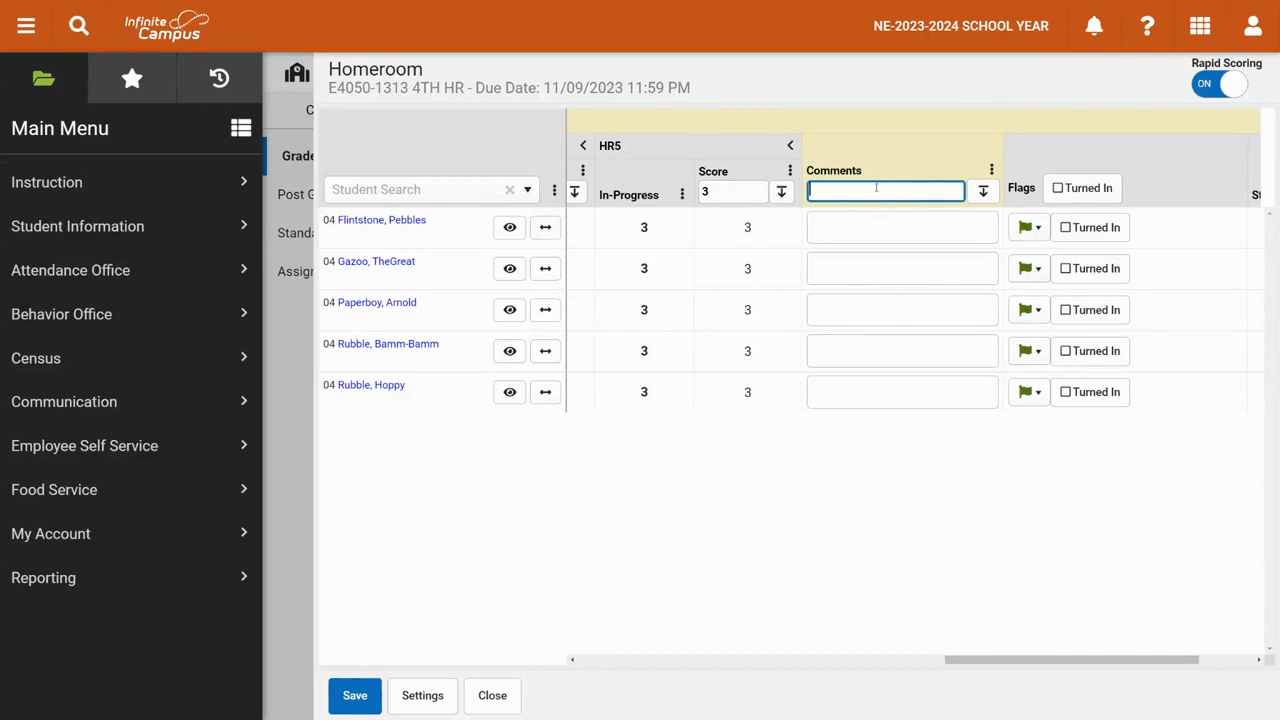 Infinite Campus
NE-2023-2024 SCHOOL YEAR
Main Menu
Instruction
Student Information
Attendance Office
Behavior Office
Census
Communication
Employee Self Service
Food Service
My Account
Reporting
C
Grade
Post G
Standa
Assign
Homeroom
E4050-1313 4TH HR - Due Date: 11/09/2023 11:59 PM
Rapid Scoring
ON
HR5
Student Search
In-Progress
Score
3
Comments
Flags
Turned In
St
04 Flintstone, Pebbles
3
3
Turned In
04 Gazoo, TheGreat
3
3
Turned In
04 Paperboy, Arnold
3
3
Turned In
04 Rubble, Bamm-Bamm
3
3
Turned In
04 Rubble, Hoppy
3
3
Turned In
Save
Settings
Close